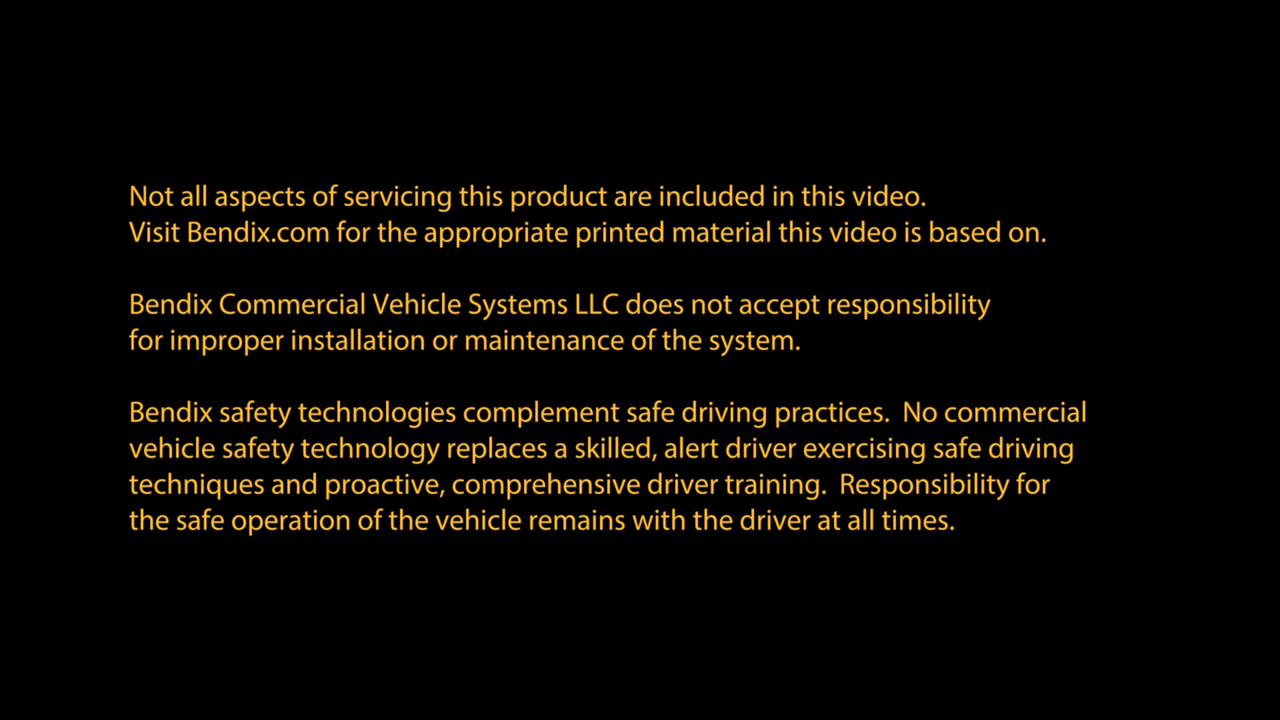 Not all aspects of servicing this product are included in this video.
Visit Bendix.com for the appropriate printed material this video is based on.
Bendix Commercial Vehicle Systems LLC does not accept responsibility
for improper installation or maintenance of the system.
Bendix safety technologies complement safe driving practices.  No commercial
vehicle safety technology replaces a skilled, alert driver exercising safe driving
techniques and proactive, comprehensive driver training.  Responsibility for
the safe operation of the vehicle remains with the driver at all times.